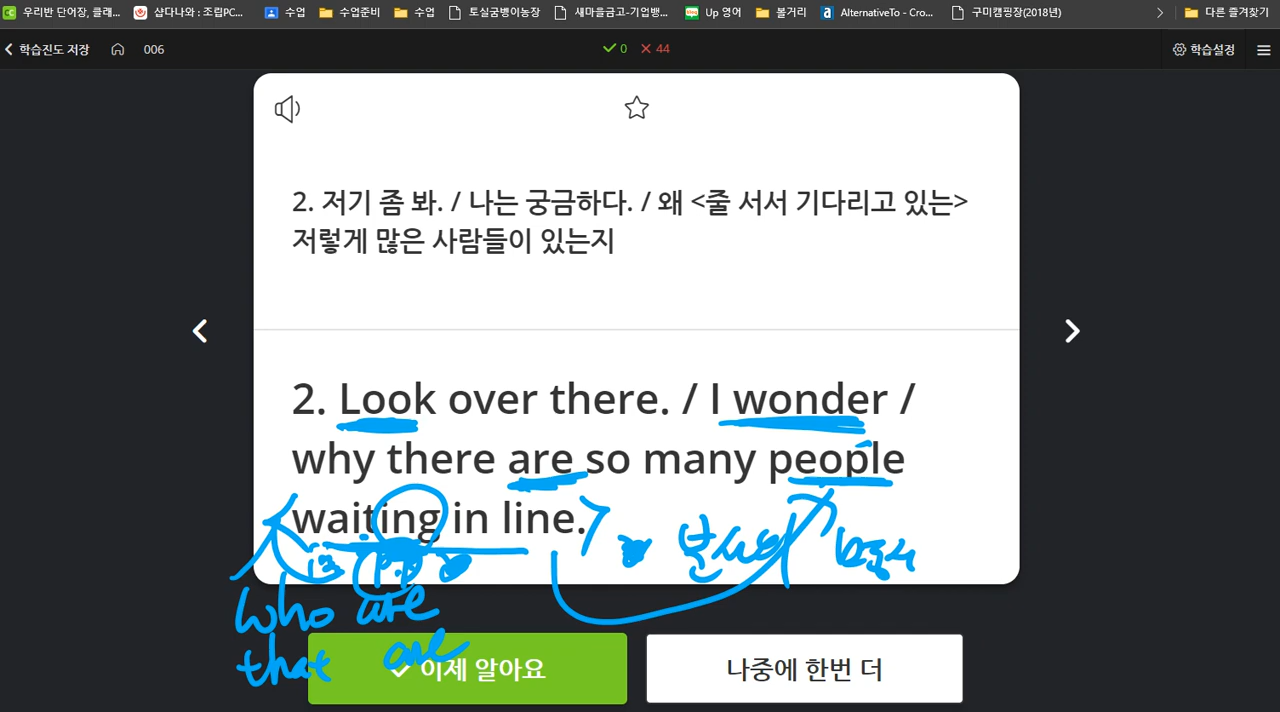 우리반 단어장, 클래... 샵다나와 : 조립PC... 수업 수업준비 수업 토실굼벵이농장 새마을금고-기업뱅... Up 영어 볼거리 AlternativeTo - Cro... 구미캠핑장(2018년) 다른 즐겨찾기
학습진도 저장 006 0 44 학습설정
2. 저기 좀 봐. / 나는 궁금하다. / 왜 <줄 서서 기다리고 있는>
저렇게 많은 사람들이 있는지
2. Look over there. / I wonder /
why there are so many people
waiting in line.
who are
that are
이제 알아요 나중에 한번 더